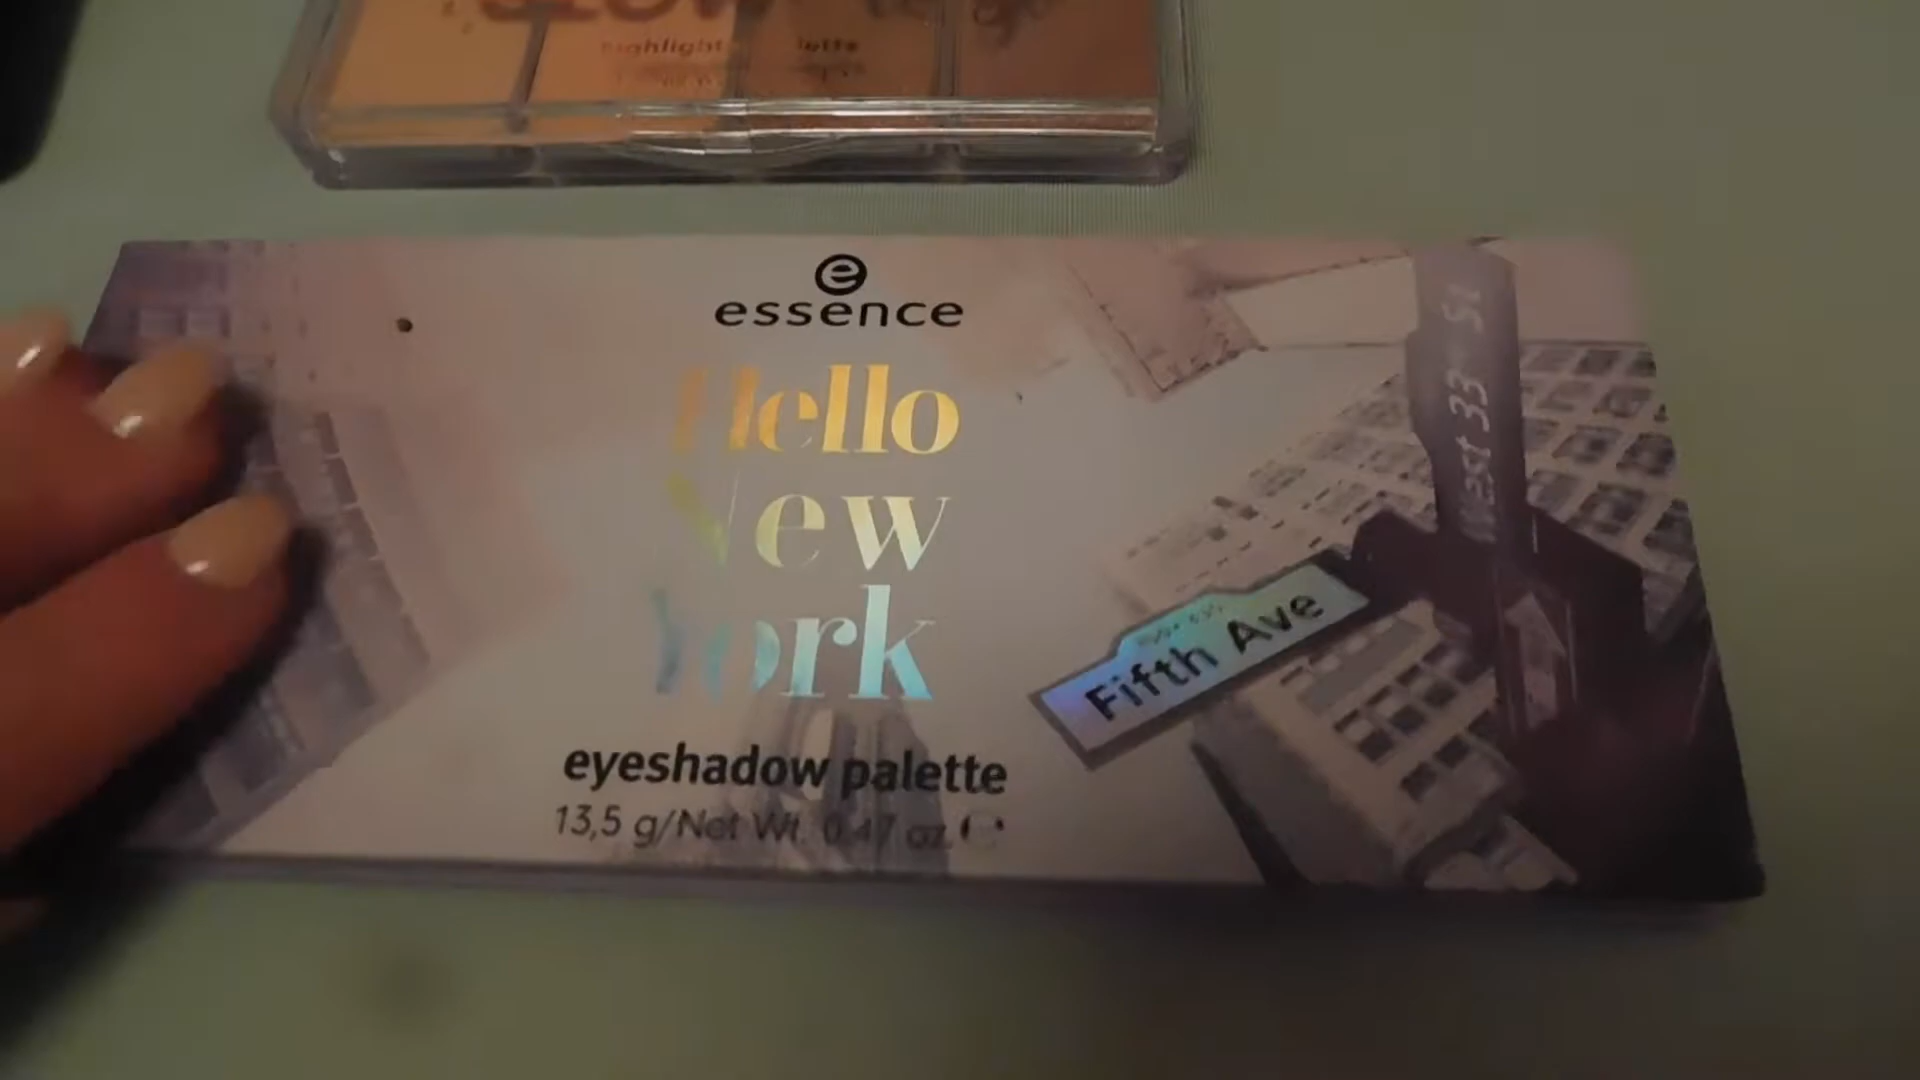 highlight
essence
Hello
New
York
eyeshadow palette
13,5 g/Net Wt. 0.47 oz. e
Fifth Ave
West 33 St